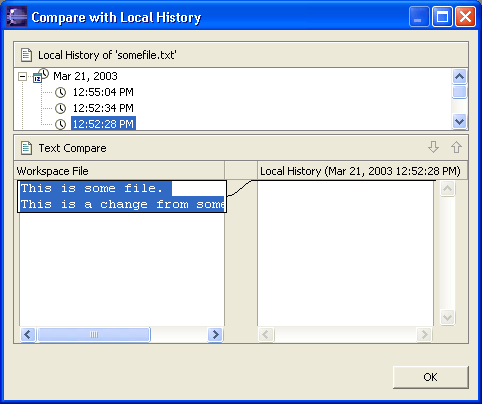 Compare with Local History
Local History of 'somefile.txt'
Mar 21, 2003
12:55:04 PM
12:52:34 PM
12:52:28 PM
Text Compare
Workspace File
Local History (Mar 21, 2003 12:52:28 PM)
This is some file.
This is a change from some
OK